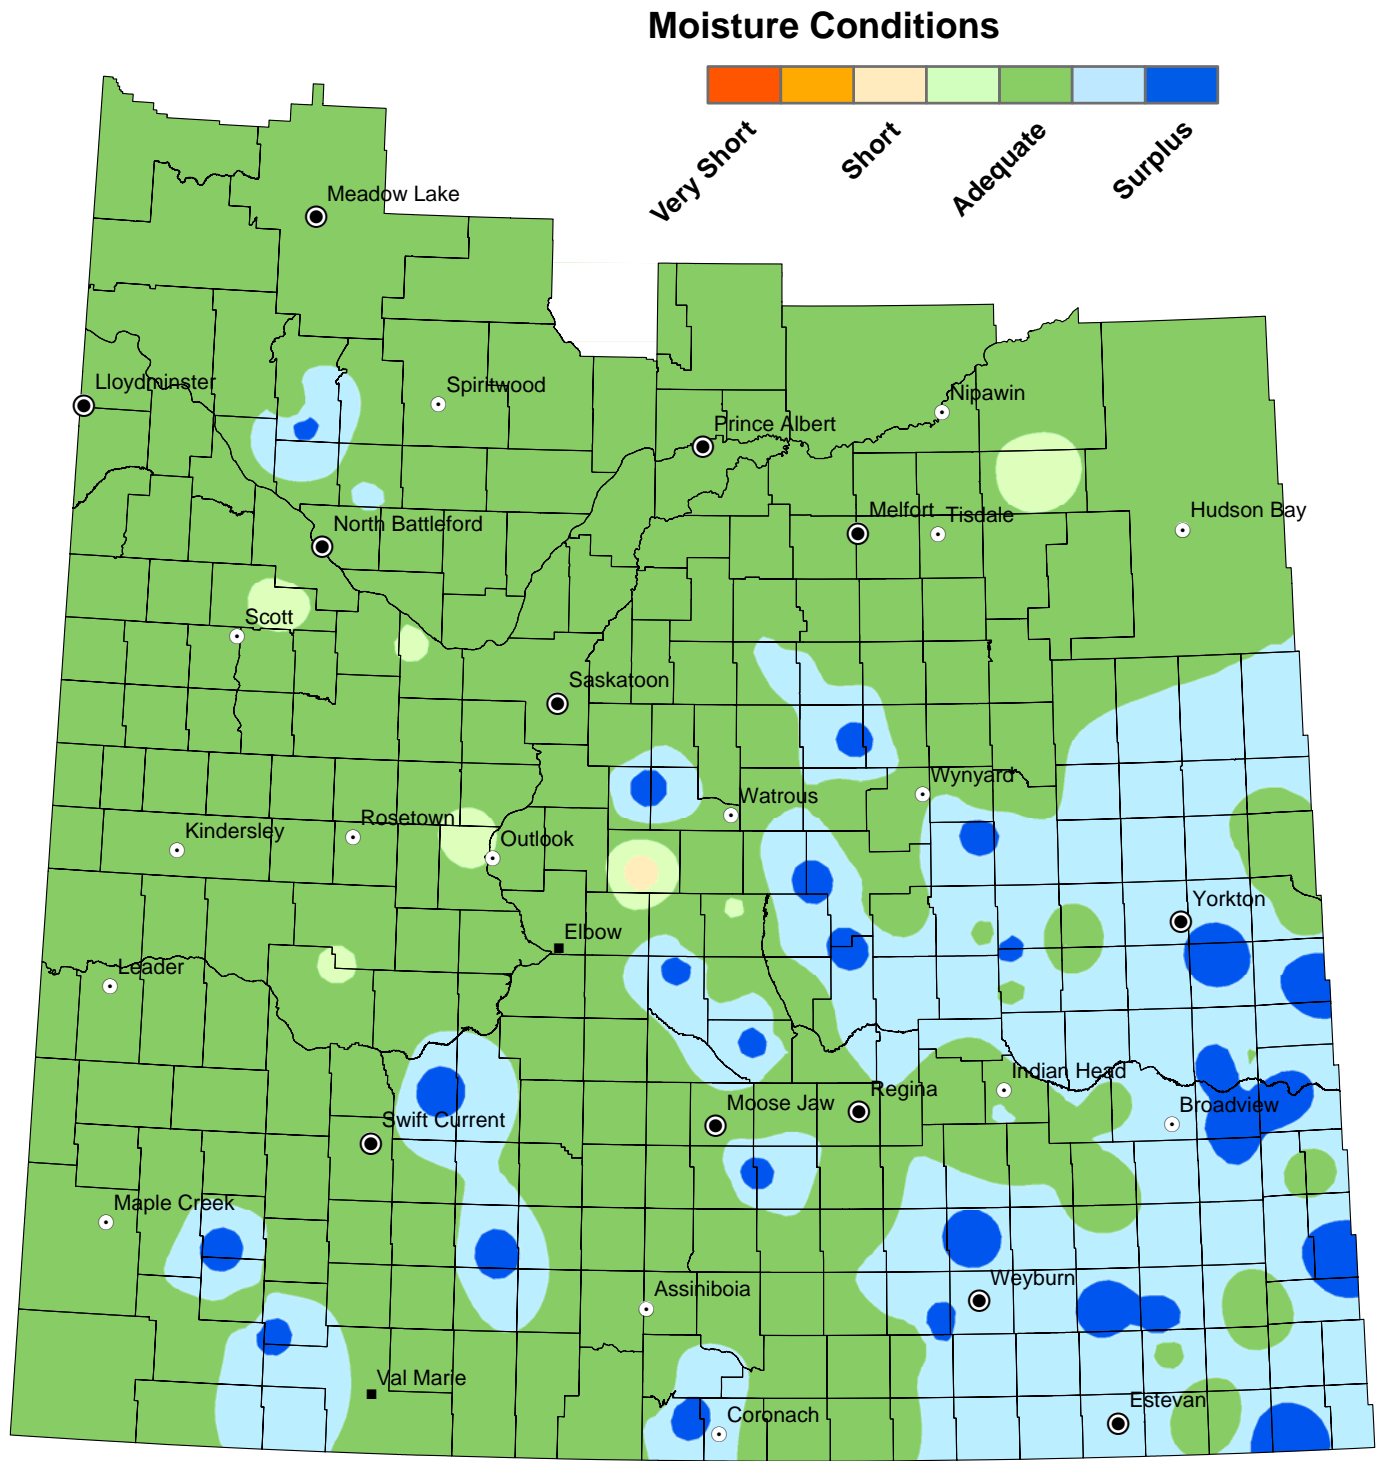 Moisture Conditions
Very Short
Short
Adequate
Surplus
Meadow Lake
Lloydminster
Spiritwood
Nipawin
Prince Albert
Melfort
Tisdale
Hudson Bay
North Battleford
Scott
Saskatoon
Wynyard
Watrous
Rosetown
Kindersley
Outlook
Yorkton
Elbow
Leader
Indian Head
Regina
Moose Jaw
Broadview
Swift Current
Maple Creek
Weyburn
Assiniboia
Val Marie
Estevan
Coronach